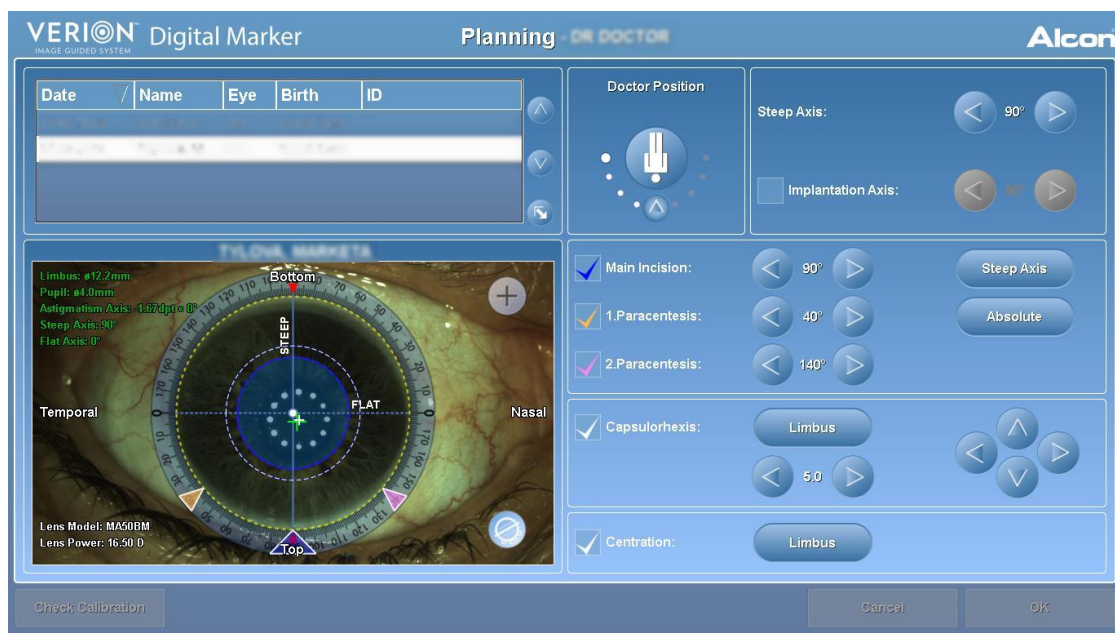 VERION™ Digital Marker
IMAGE GUIDED SYSTEM
Planning - DR DOCTOR
Alcon
Date Name Eye Birth ID
Doctor Position
Steep Axis: 90°
Implantation Axis:
Limbus: ø12.2mm
Pupil: ø4.0mm
Astigmatism Axis: -1.67dpt x 0°
Steep Axis: 90°
Flat Axis: 0°
Bottom
STEEP
FLAT
Temporal
Nasal
Top
Lens Model: MA50BM
Lens Power: 16.50 D
Main Incision: 90° Steep Axis
1.Paracentesis: 40° Absolute
2.Paracentesis: 140°
Capsulorhexis: Limbus
5.0
Centration: Limbus
Check Calibration
Cancel
OK